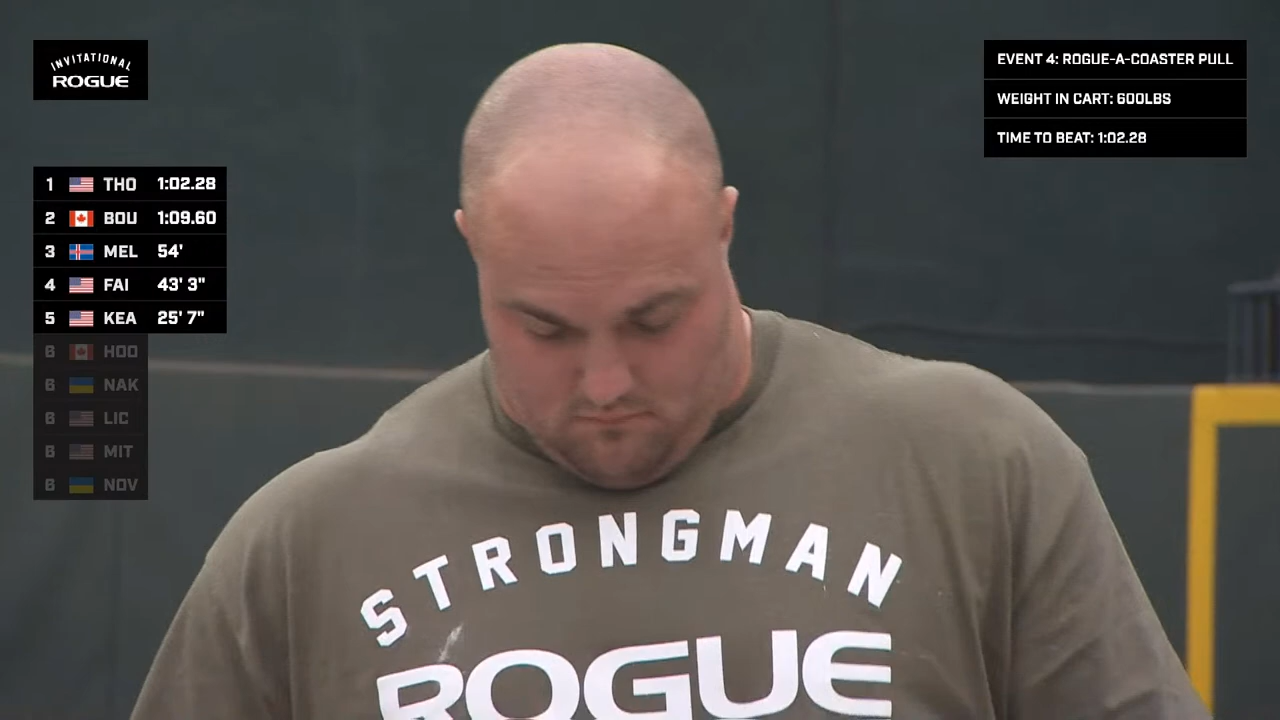 INVITATIONAL
ROGUE
EVENT 4: ROGUE-A-COASTER PULL
WEIGHT IN CART: 600LBS
TIME TO BEAT: 1:02.28
1 THO 1:02.28
2 BOU 1:09.60
3 MEL 54'
4 FAI 43' 3"
5 KEA 25' 7"
6 HOO
6 NAK
6 LIC
6 MIT
6 NOV
STRONGMAN
ROGUE